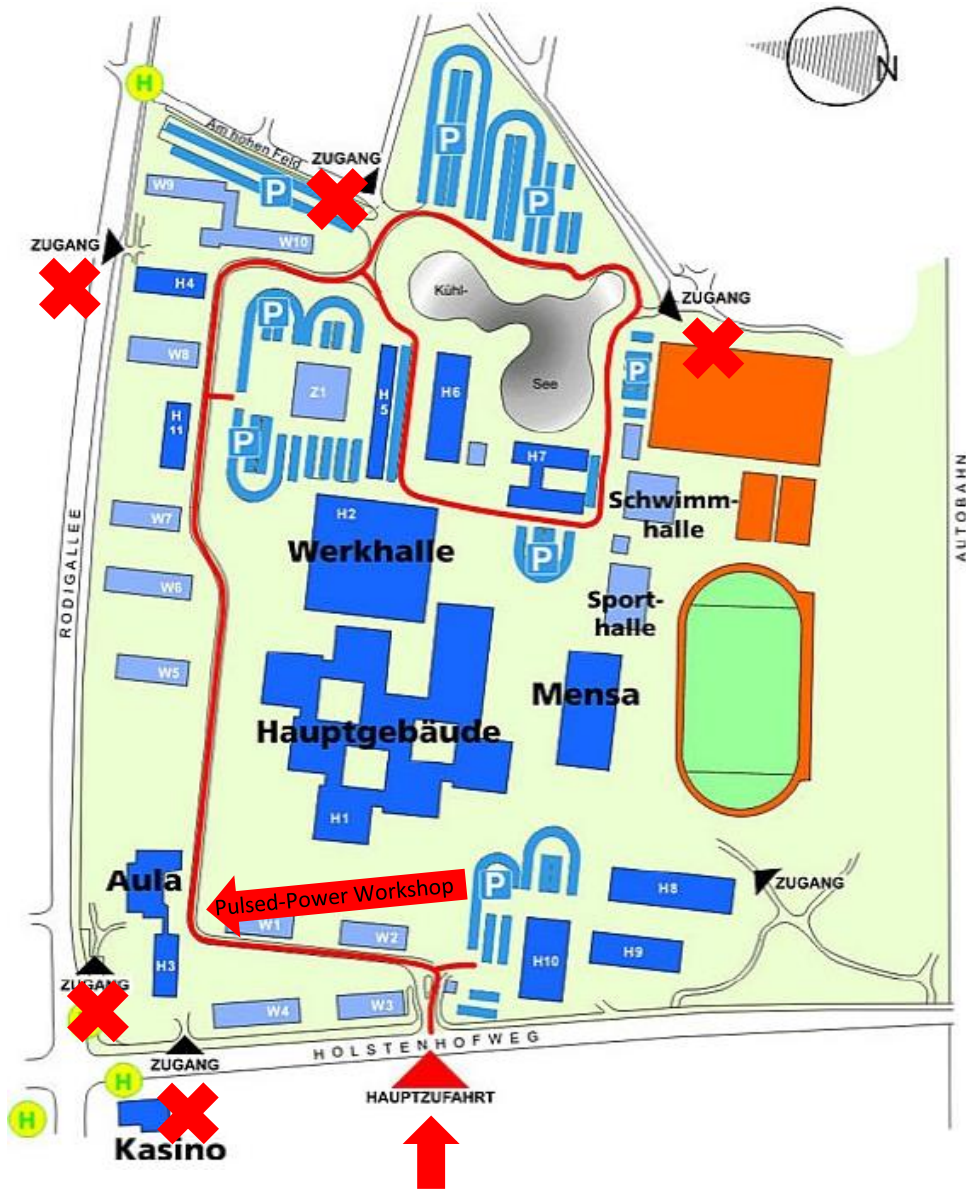 N
H
Am hohen Feld
ZUGANG
P
P
P
W9
W10
ZUGANG
H4
Kühl-
See
ZUGANG
P
W8
Z1
H
5
H6
P
H
11
P
H7
W7
H2
Werkhalle
Schwimm-
halle
P
AUTOBAHN
RODIGALLEE
W6
Sport-
halle
W5
Mensa
Hauptgebäude
H1
Aula
Pulsed-Power Workshop
P
H8
ZUGANG
W1
W2
H3
H10
H9
ZUGANG
W4
W3
HOLSTENHOFWEG
ZUGANG
H
HAUPTZUFAHRT
H
Kasino